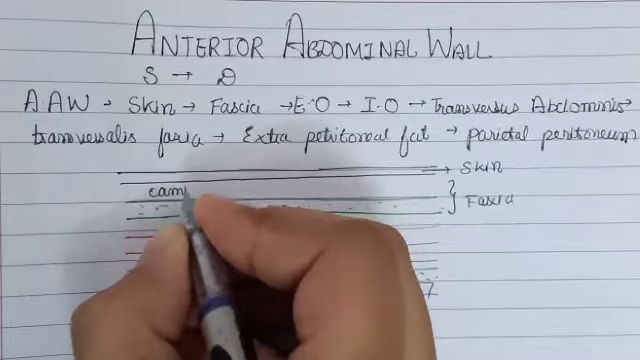 ANTERIOR ABDOMINAL WALL
S → D
AAW - Skin → Fascia → E.O → I.O → Transversus Abdominis
transversalis fascia → Extra peritoneal fat → parietal peritoneum
→ Skin
cam
} Fascia